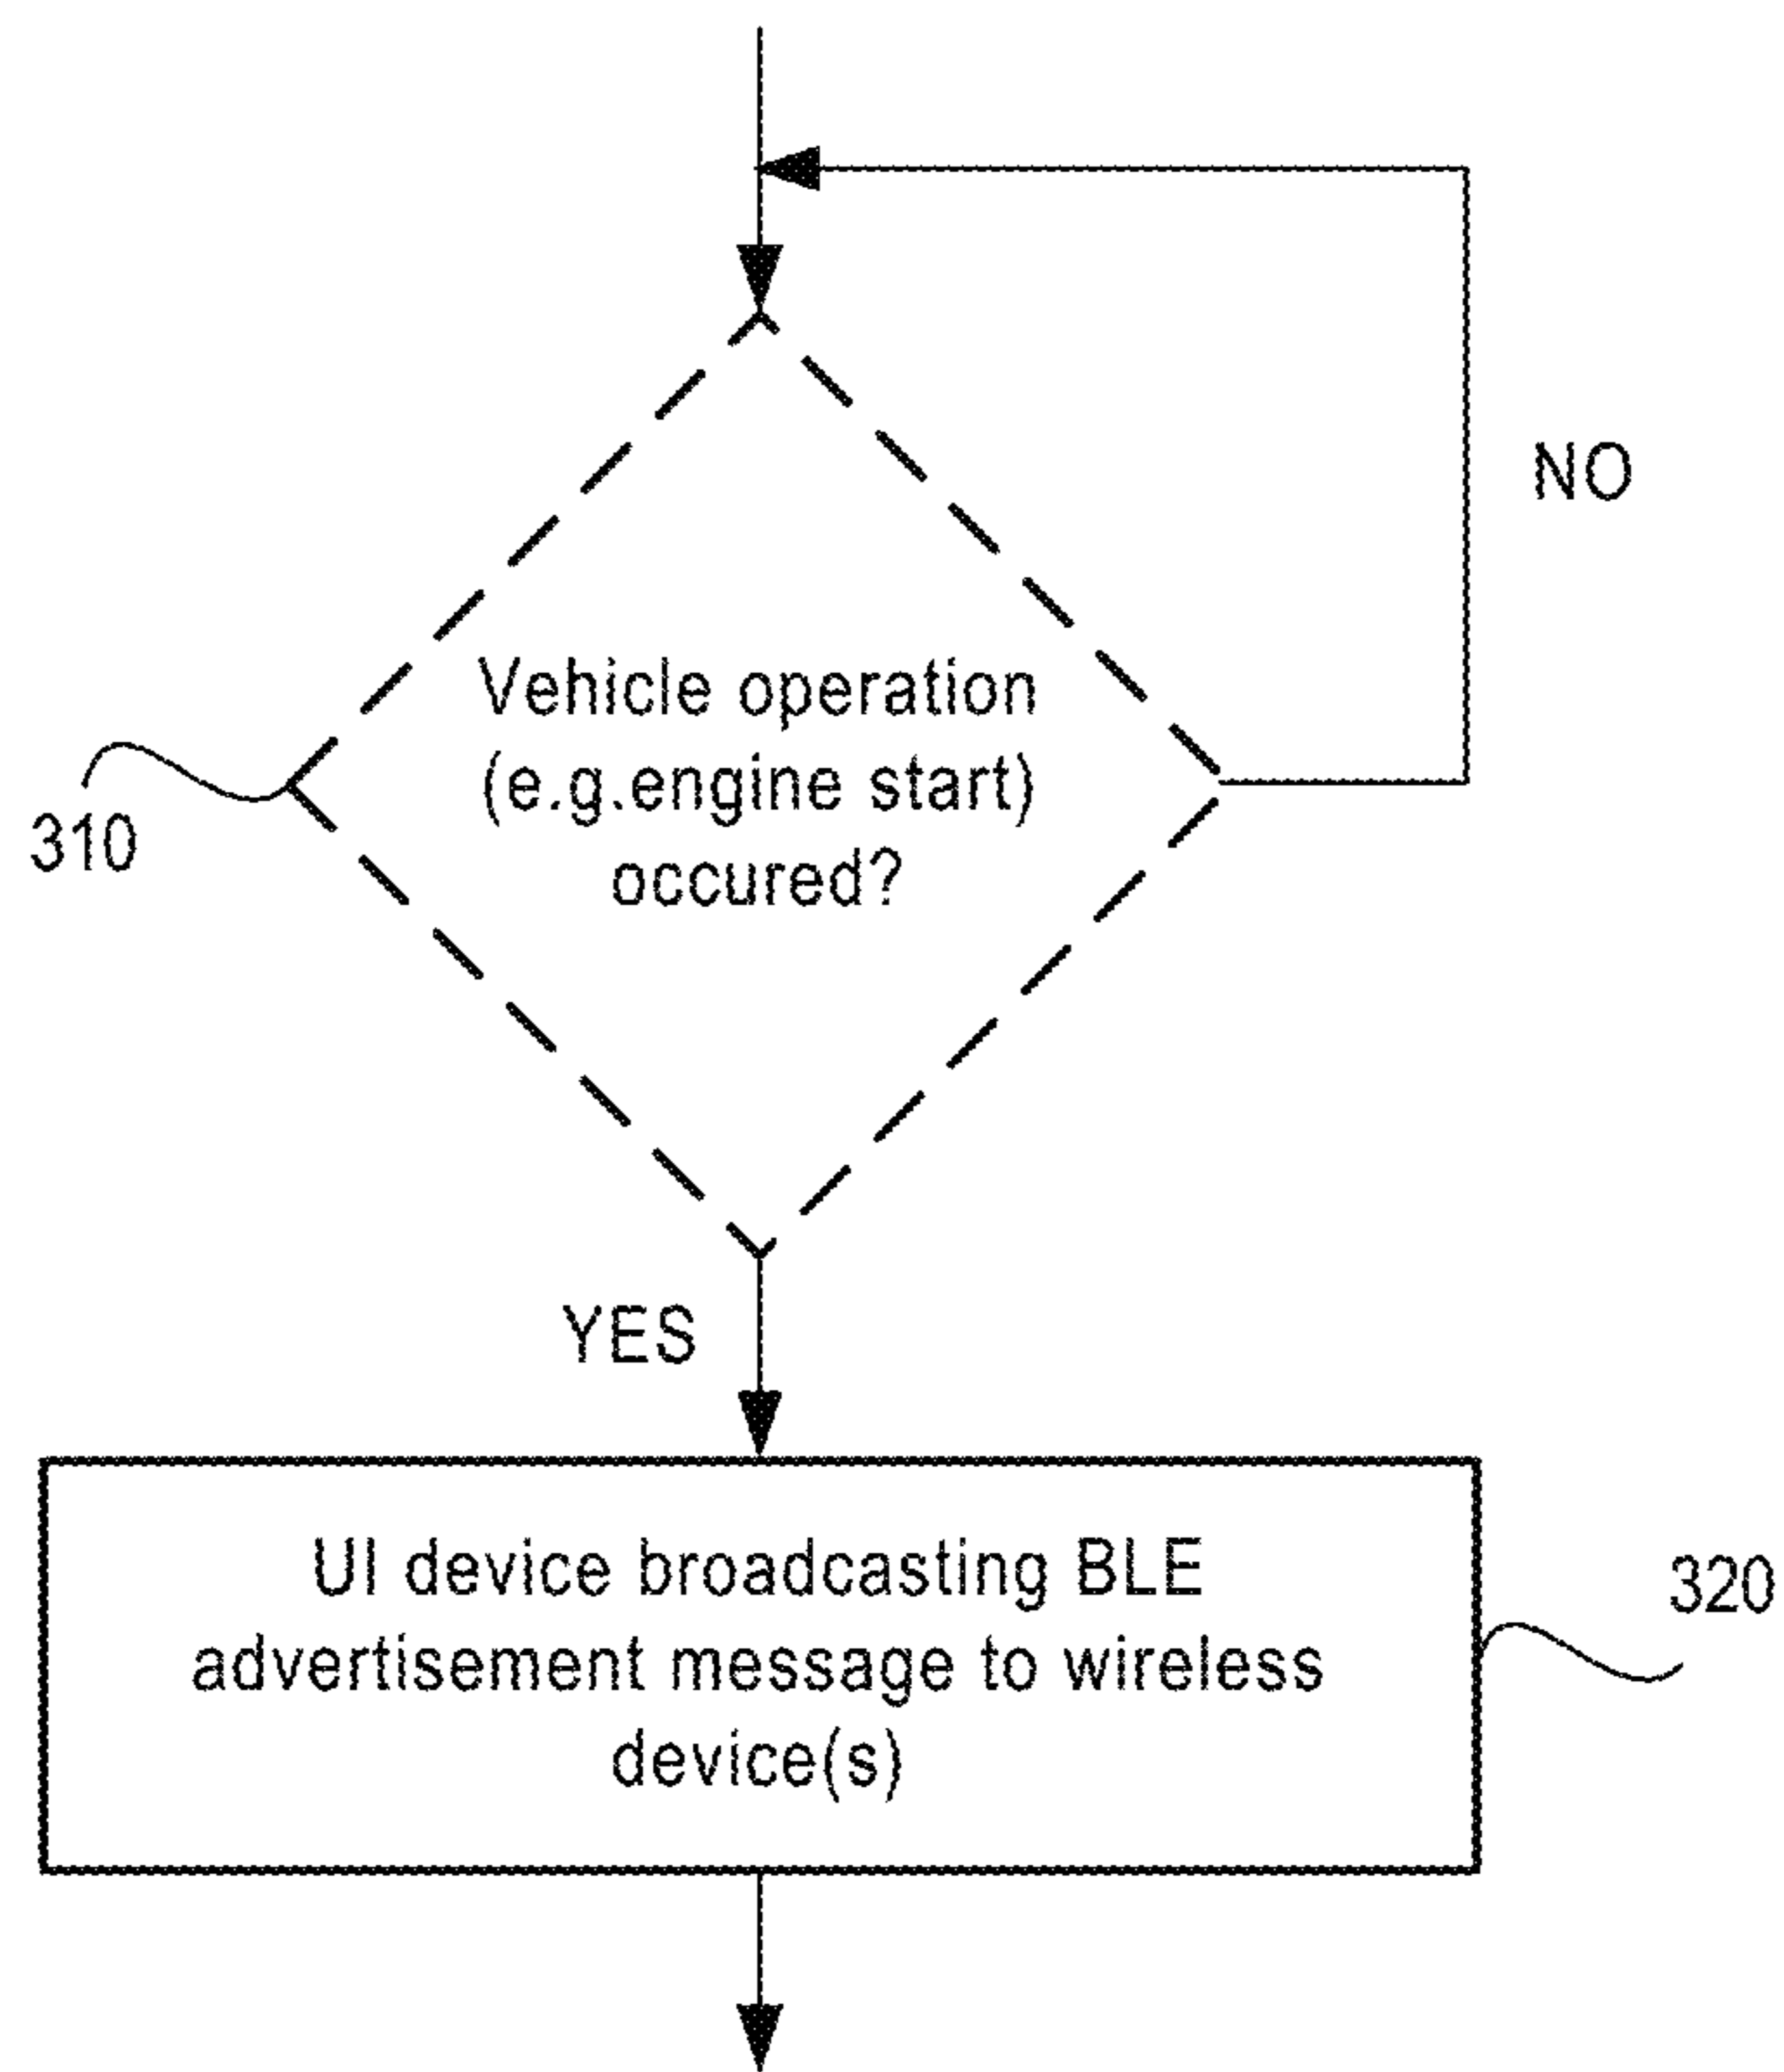 NO
Vehicle operation
(e.g.engine start)
occured?
310
YES
UI device broadcasting BLE
advertisement message to wireless
device(s)
320